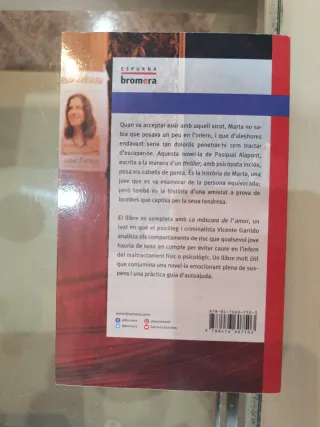 ESPURNA
bromera
Quan va acceptar eixir amb aquell xicot, Marta no sa-
bia que posava un peu en l'infern, i que d'aleshores
endavant seria tan dolorós penetrar-hi com tractar
d'escapar-ne. Aquesta novel·la de Pasqual Alapont,
escrita a la manera d'un thriller, amb psicòpata inclòs,
posa els cabells de punta. És la història de Marta, una
jove que es va enamorar de la persona equivocada;
però també és la història d'una amistat a prova de
bombes que captiva per la seua tendresa.
El llibre es completa amb La màscara de l'amor, un
text en què el psicòleg i criminalista Vicente Garrido
analitza els comportaments de risc que qualsevol jove
hauria de tenir en compte per evitar caure en l'infern
del maltractament físic o psicològic. Un llibre molt útil
que conjumina una novel·la emocionant plena de sus-
pens i una pràctica guia d'autoajuda.
www.bromera.com